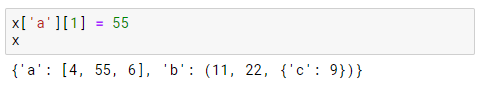 x['a'][1] = 55
x
{'a': [4, 55, 6], 'b': (11, 22, {'c': 9})}